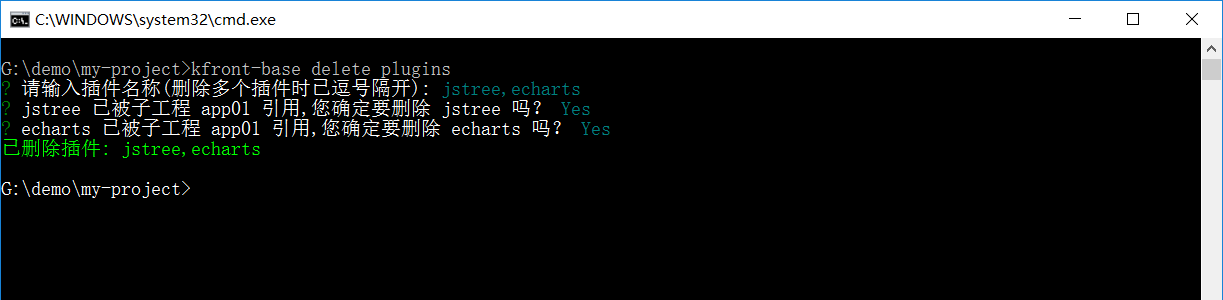 C:\WINDOWS\system32\cmd.exe
G:\demo\my-project>kfront-base delete plugins
? 请输入插件名称(删除多个插件时已逗号隔开): jstree,echarts
? jstree 已被子工程 app01 引用,您确定要删除 jstree 吗? Yes
? echarts 已被子工程 app01 引用,您确定要删除 echarts 吗? Yes
已删除插件: jstree,echarts
G:\demo\my-project>